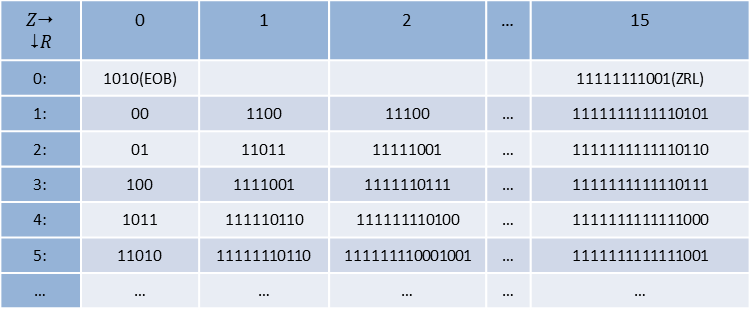 Z→ 0 1 2 ... 15
↓R
0: 1010(EOB) 11111111001(ZRL)
1: 00 1100 11100 ... 1111111111110101
2: 01 11011 11111001 ... 1111111111110110
3: 100 1111001 1111110111 ... 1111111111110111
4: 1011 111110110 111111110100 ... 1111111111111000
5: 11010 11111110110 111111110001001 ... 1111111111111001
... ... ... ... ... ...